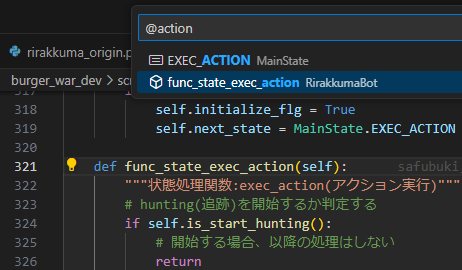 @action
rirakkuma_origin.p
EXEC_ACTION MainState
func_state_exec_action RirakkumaBot
burger_war_dev > sc
317
318 self.initialize_flg = True
319 self.next_state = MainState.EXEC_ACTION
320
321 def func_state_exec_action(self): safubuki
322 """状態処理関数:exec_action(アクション実行)"""
323 # hunting(追跡)を開始するか判定する
324 if self.is_start_hunting():
325 # 開始する場合、以降の処理はしない
326 return